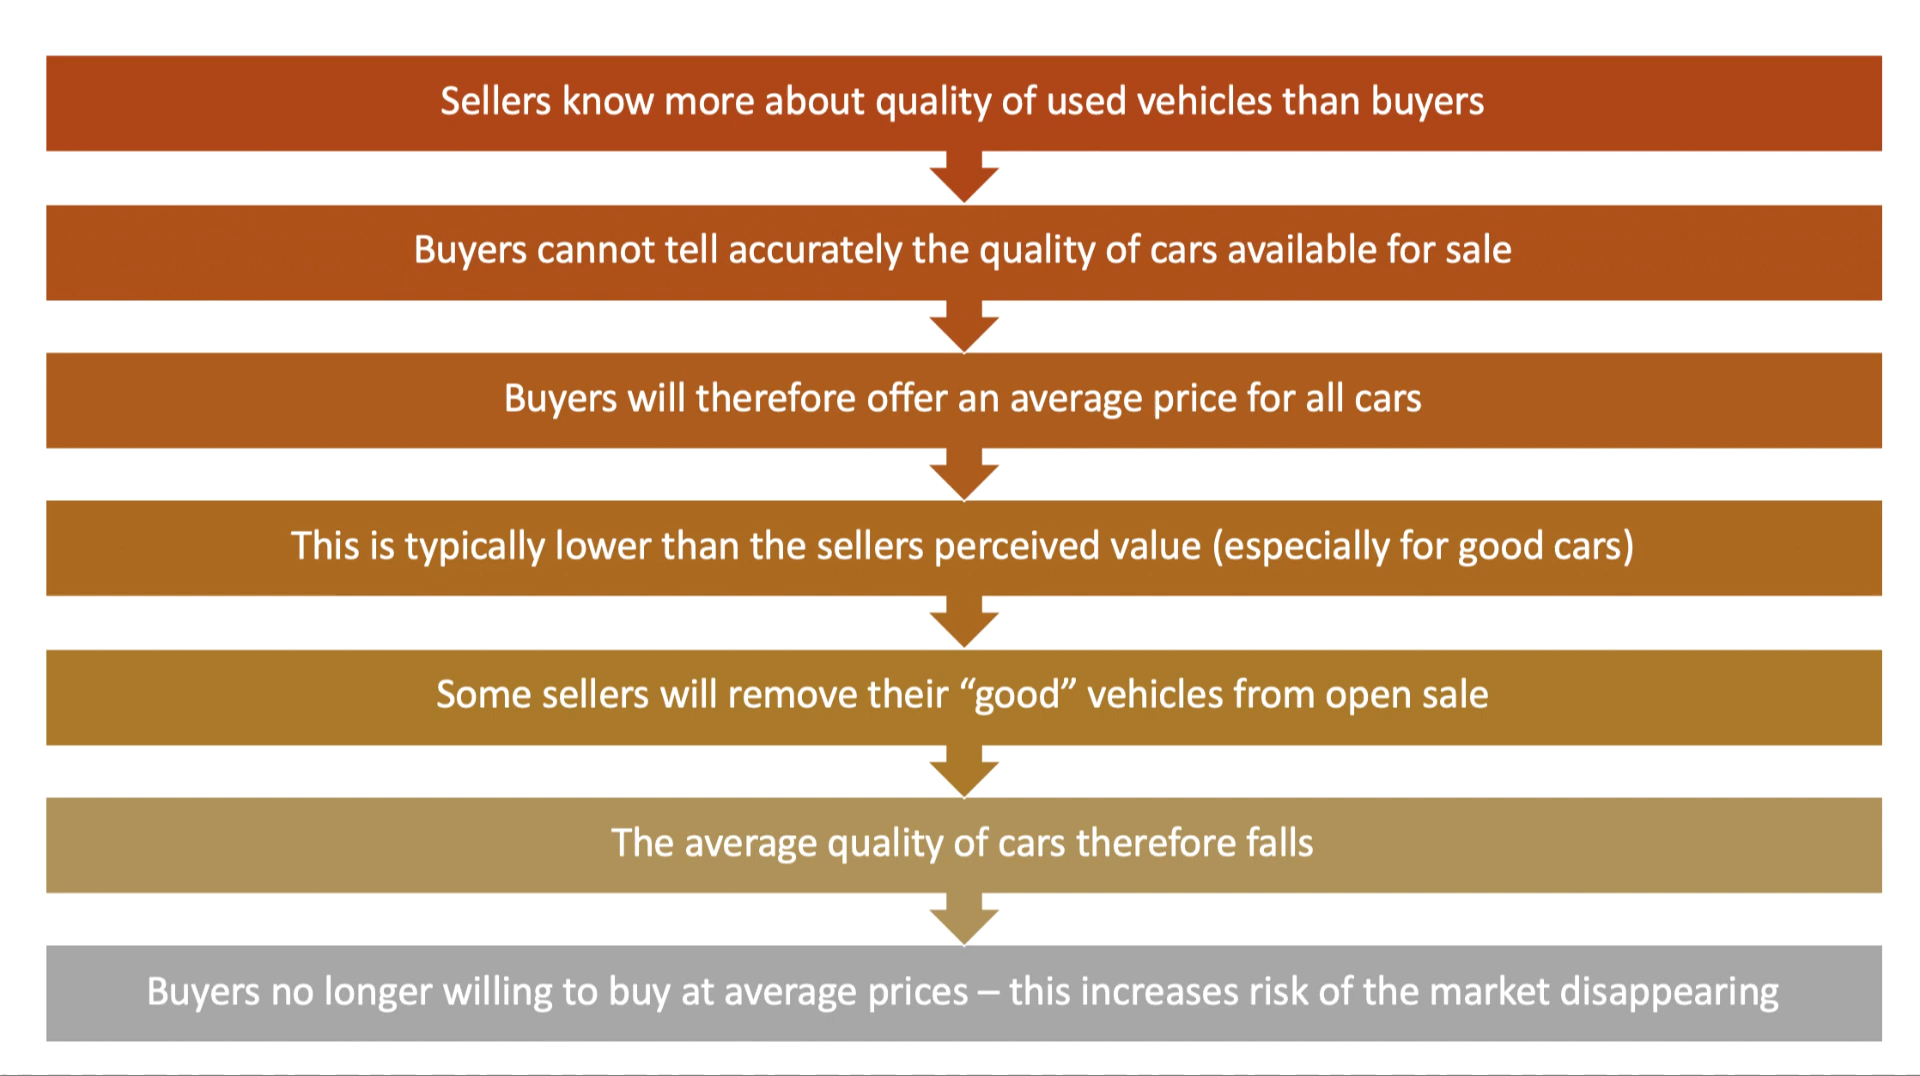 Sellers know more about quality of used vehicles than buyers
Buyers cannot tell accurately the quality of cars available for sale
Buyers will therefore offer an average price for all cars
This is typically lower than the sellers perceived value (especially for good cars)
Some sellers will remove their “good” vehicles from open sale
The average quality of cars therefore falls
Buyers no longer willing to buy at average prices – this increases risk of the market disappearing